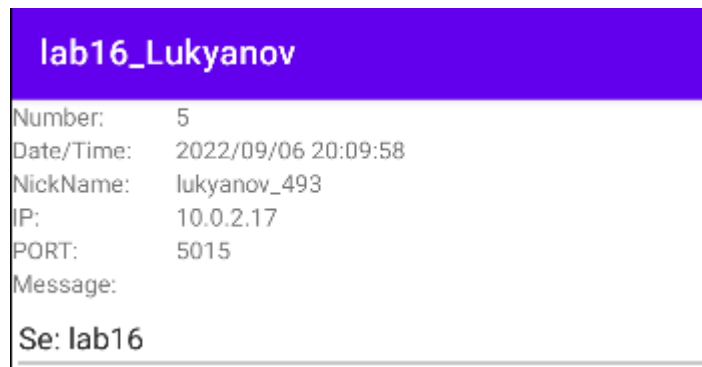 lab16_Lukyanov
Number: 5
Date/Time: 2022/09/06 20:09:58
NickName: lukyanov_493
IP: 10.0.2.17
PORT: 5015
Message:
Se: lab16